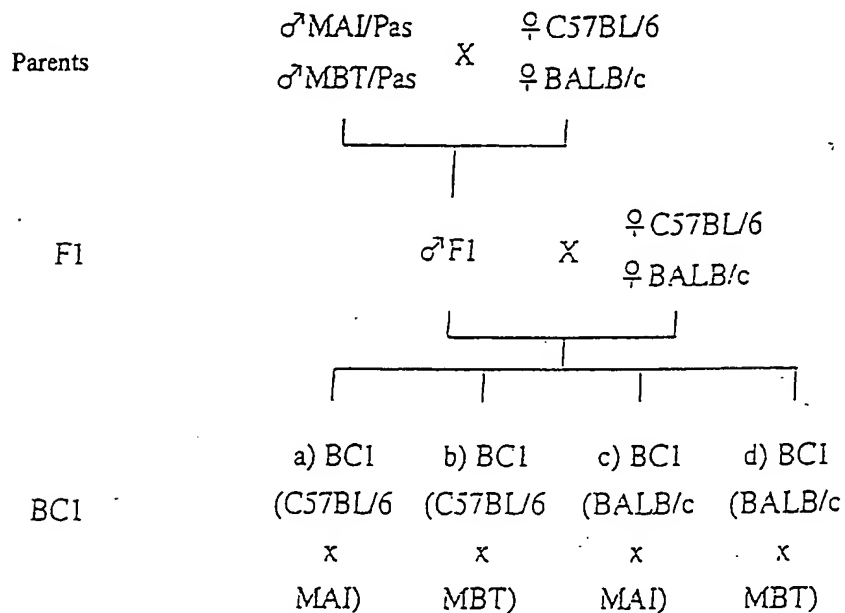 ♂MAI/Pas ♀C57BL/6
Parents X
♂MBT/Pas ♀BALB/c
♀C57BL/6
F1 ♂F1 X
♀BALB/c
a) BC1 b) BC1 c) BC1 d) BC1
(C57BL/6 (C57BL/6 (BALB/c (BALB/c
BC1
x x x x
MAI) MBT) MAI) MBT)